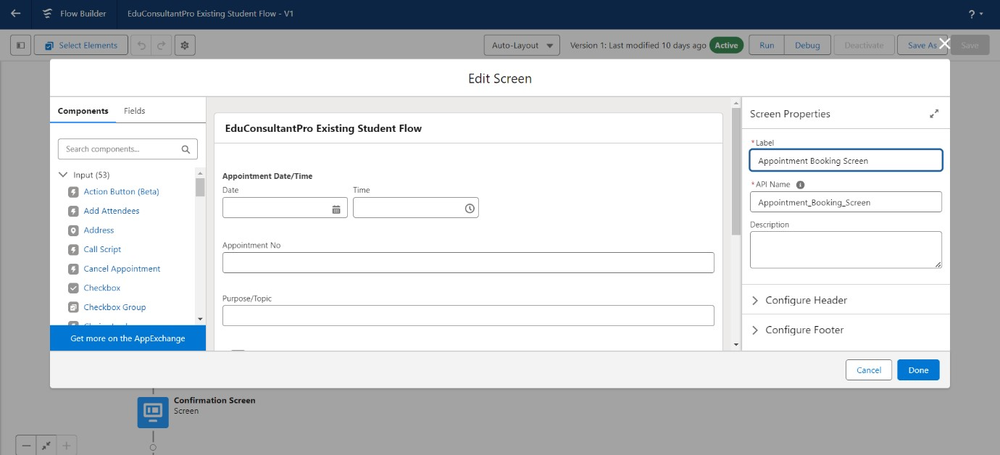 Flow Builder
EduConsultantPro Existing Student Flow - V1
?
Select Elements
Auto-Layout
Version 1: Last modified 10 days ago
Active
Run
Debug
Deactivate
Save As
Save
Edit Screen
Components
Fields
Search components...
Input (53)
Action Button (Beta)
Add Attendees
Address
Call Script
Cancel Appointment
Checkbox
Checkbox Group
Get more on the AppExchange
EduConsultantPro Existing Student Flow
Appointment Date/Time
Date
Time
Appointment No
Purpose/Topic
Screen Properties
*Label
Appointment Booking Screen
*API Name
Appointment_Booking_Screen
Description
Configure Header
Configure Footer
Cancel
Done
Confirmation Screen
Screen